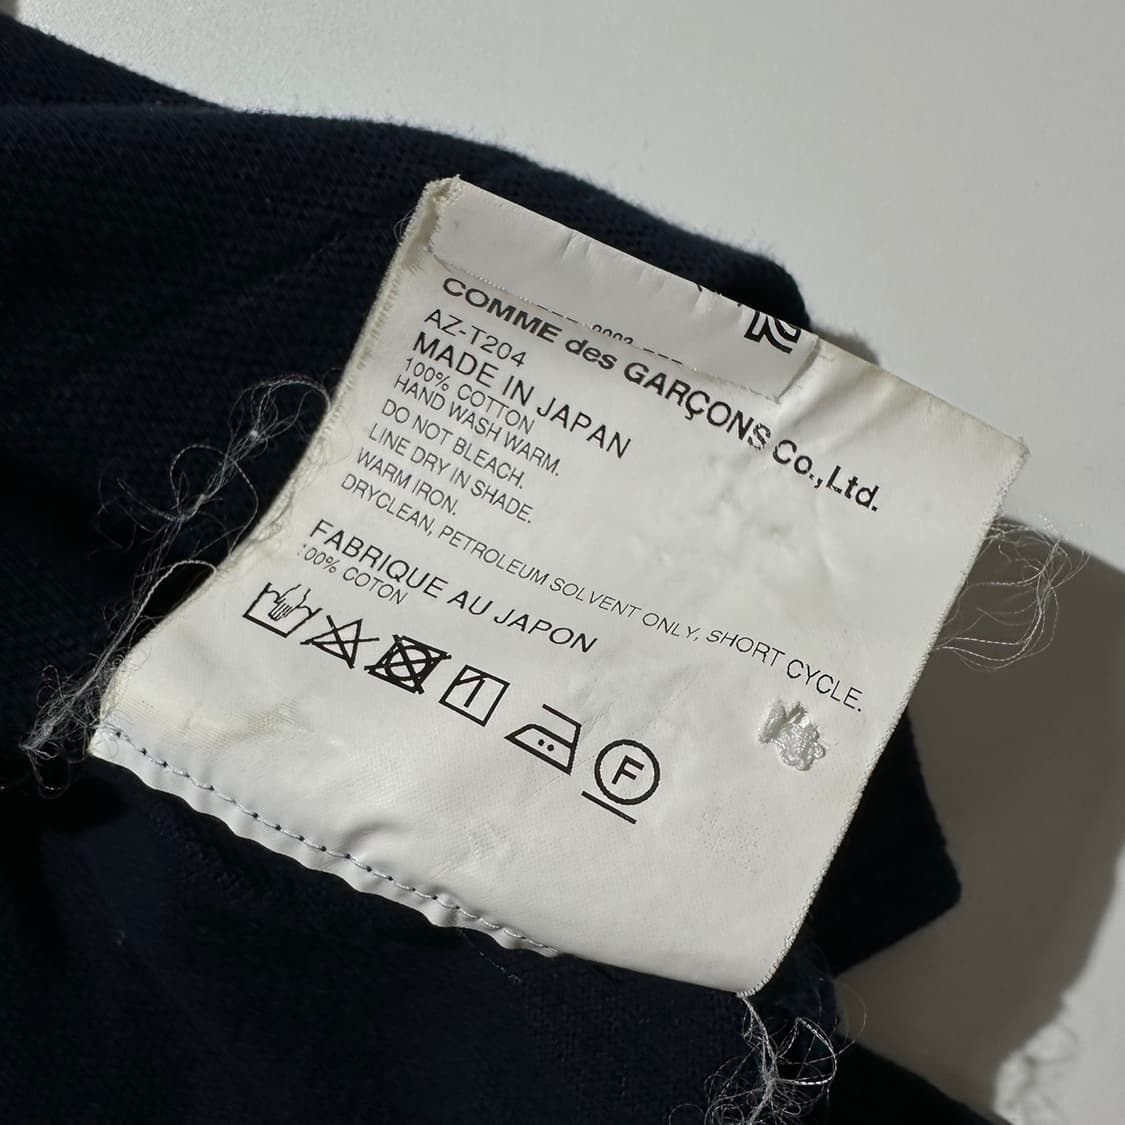 COMME des GARÇONS Co.,Ltd.
AZ-T204
MADE IN JAPAN
100% COTTON
HAND WASH WARM.
DO NOT BLEACH.
LINE DRY IN SHADE.
WARM IRON.
DRYCLEAN, PETROLEUM SOLVENT ONLY, SHORT CYCLE.
FABRIQUE AU JAPON
100% COTON
F